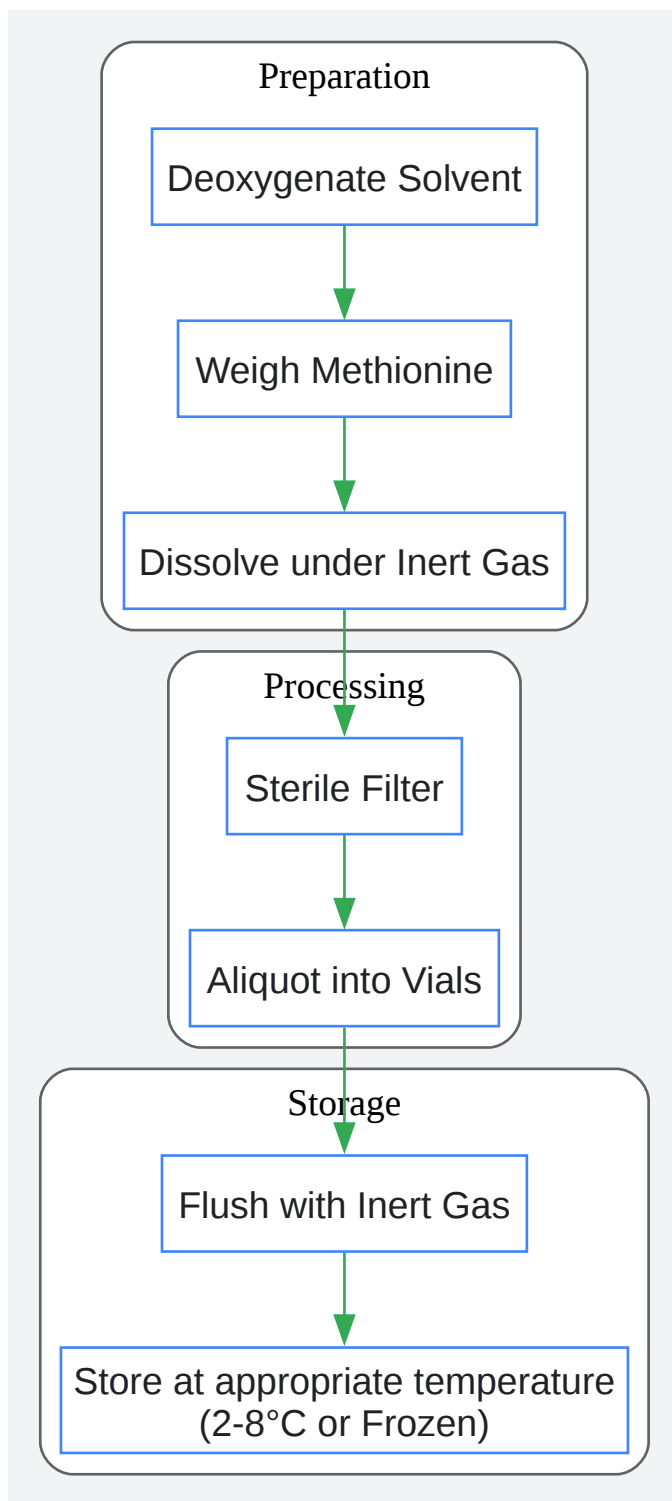 Preparation
Deoxygenate Solvent
Weigh Methionine
Dissolve under Inert Gas
Processing
Sterile Filter
Aliquot into Vials
Storage
Flush with Inert Gas
Store at appropriate temperature
(2-8°C or Frozen)